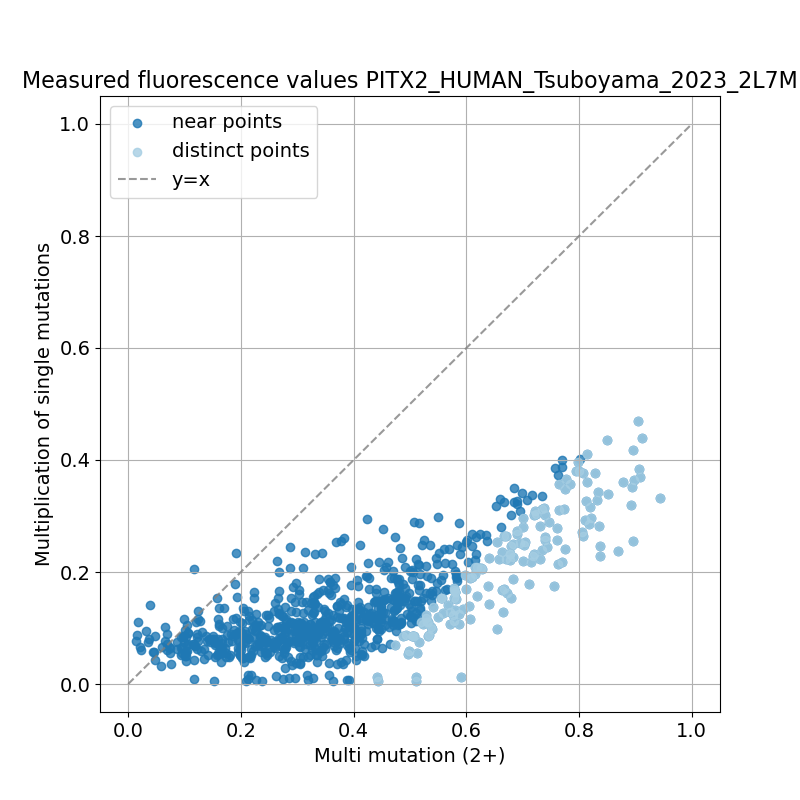 Measured fluorescence values PITX2_HUMAN_Tsuboyama_2023_2L7M
near points
distinct points
y=x
1.0
0.8
0.6
0.4
0.2
0.0
Multiplication of single mutations
0.0 0.2 0.4 0.6 0.8 1.0
Multi mutation (2+)